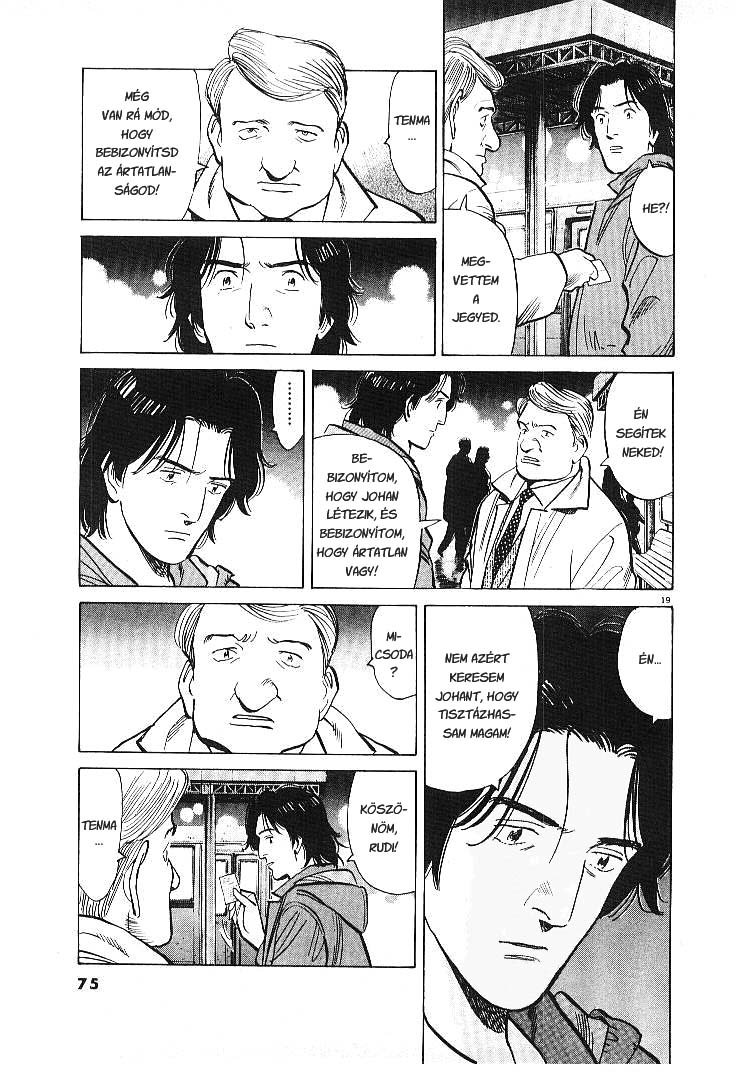 HE?!
MEG-
VETTEM
A
JEGYED.
TENMA
...
MÉG
VAN RÁ MÓD,
HOGY
BEBIZONYÍTSD
AZ ÁRTATLAN-
SÁGOD!
ÉN
SEGÍTEK
NEKED!
BE-
BIZONYÍTOM,
HOGY JOHAN
LÉTEZIK, ÉS
BEBIZONYÍTOM,
HOGY ÁRTATLAN
VAGY!
.........
19
ÉN...
NEM AZÉRT
KERESEM
JOHANT, HOGY
TISZTÁZHAS-
SAM MAGAM!
MI-
CSODA
?
KÖSZÖ-
NÖM,
RUDI!
TENMA
...
75